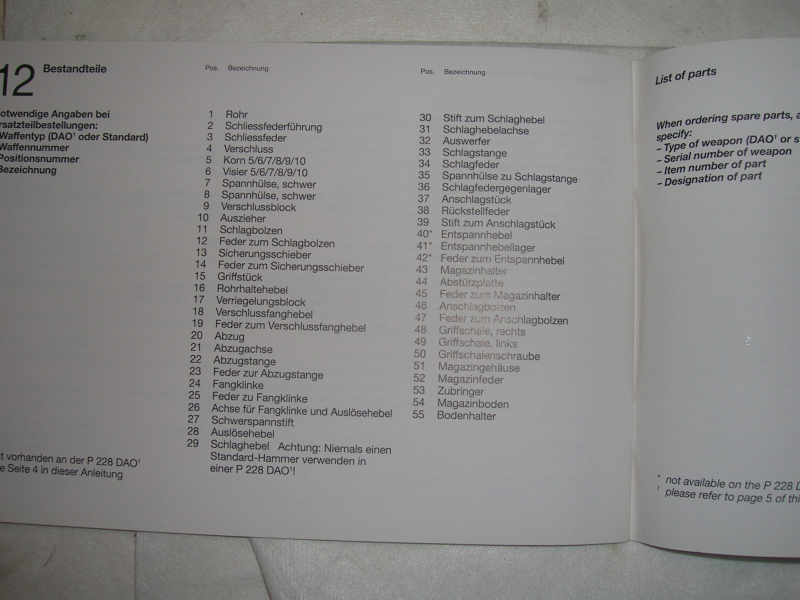 12 Bestandteile
notwendige Angaben bei
Ersatzteilbestellungen:
Waffentyp (DAO¹ oder Standard)
Waffennummer
Positionsnummer
Bezeichnung
t vorhanden an der P 228 DAO¹
e Seite 4 in dieser Anleitung
Pos. Bezeichnung
1 Rohr
2 Schliessfederführung
3 Schliessfeder
4 Verschluss
5 Korn 5/6/7/8/9/10
6 Visier 5/6/7/8/9/10
7 Spannhülse, schwer
8 Spannhülse, schwer
9 Verschlussblock
10 Auszieher
11 Schlagbolzen
12 Feder zum Schlagbolzen
13 Sicherungsschieber
14 Feder zum Sicherungsschieber
15 Griffstück
16 Rohrhaltehebel
17 Verriegelungsblock
18 Verschlussfanghebel
19 Feder zum Verschlussfanghebel
20 Abzug
21 Abzugachse
22 Abzugstange
23 Feder zur Abzugstange
24 Fangklinke
25 Feder zu Fangklinke
26 Achse für Fangklinke und Auslösehebel
27 Schwerspannstift
28 Auslösehebel
29 Schlaghebel Achtung: Niemals einen
Standard-Hammer verwenden in
einer P 228 DAO¹!
Pos. Bezeichnung
30 Stift zum Schlaghebel
31 Schlaghebelachse
32 Auswerfer
33 Schlagstange
34 Schlagfeder
35 Spannhülse zu Schlagstange
36 Schlagfedergegenlager
37 Anschlagstück
38 Rückstellfeder
39 Stift zum Anschlagstück
40* Entspannhebel
41* Entspannhebellager
42* Feder zum Entspannhebel
43 Magazinhalter
44 Abstützplatte
45 Feder zum Magazinhalter
46 Anschlagbolzen
47 Feder zum Anschlagbolzen
48 Griffschale, rechts
49 Griffschale, links
50 Griffschalenschraube
51 Magazingehäuse
52 Magazinfeder
53 Zubringer
54 Magazinboden
55 Bodenhalter
List of parts
When ordering spare parts, a
specify:
– Type of weapon (DAO¹ or s
– Serial number of weapon
– Item number of part
– Designation of part
* not available on the P 228 D
¹ please refer to page 5 of thi